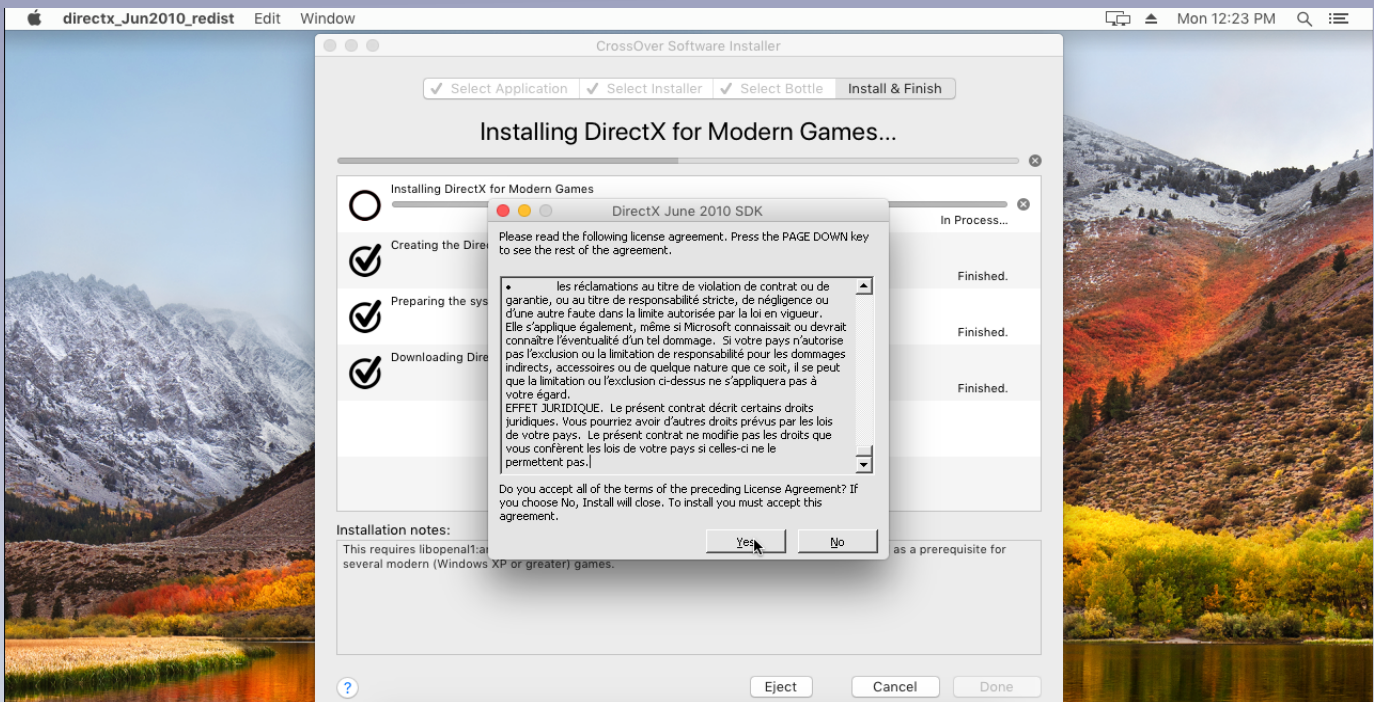 directx_Jun2010_redist Edit Window
Mon 12:23 PM
CrossOver Software Installer
Select Application
Select Installer
Select Bottle
Install & Finish
Installing DirectX for Modern Games...
Installing DirectX for Modern Games
In Process...
Creating the
Finished.
Preparing the
Finished.
Downloading
Finished.
DirectX June 2010 SDK
Please read the following license agreement. Press the PAGE DOWN key
to see the rest of the agreement.
• les réclamations au titre de violation de contrat ou de
garantie, ou au titre de responsabilité stricte, de négligence ou
d'une autre faute dans la limite autorisée par la loi en vigueur.
Elle s'applique également, même si Microsoft connaissait ou devrait
connaître l'éventualité d'un tel dommage. Si votre pays n'autorise
pas l'exclusion ou la limitation de responsabilité pour les dommages
indirects, accessoires ou de quelque nature que ce soit, il se peut
que la limitation ou l'exclusion ci-dessus ne s'appliquera pas à
votre égard.
EFFET JURIDIQUE. Le présent contrat décrit certains droits
juridiques. Vous pourriez avoir d'autres droits prévus par les lois
de votre pays. Le présent contrat ne modifie pas les droits que
vous confèrent les lois de votre pays si celles-ci ne le
permettent pas.
Do you accept all of the terms of the preceding License Agreement? If
you choose No, Install will close. To install you must accept this
agreement.
Yes
No
Installation notes:
This requires as a prerequisite for
several modern (Windows XP or greater) games.
?
Eject
Cancel
Done